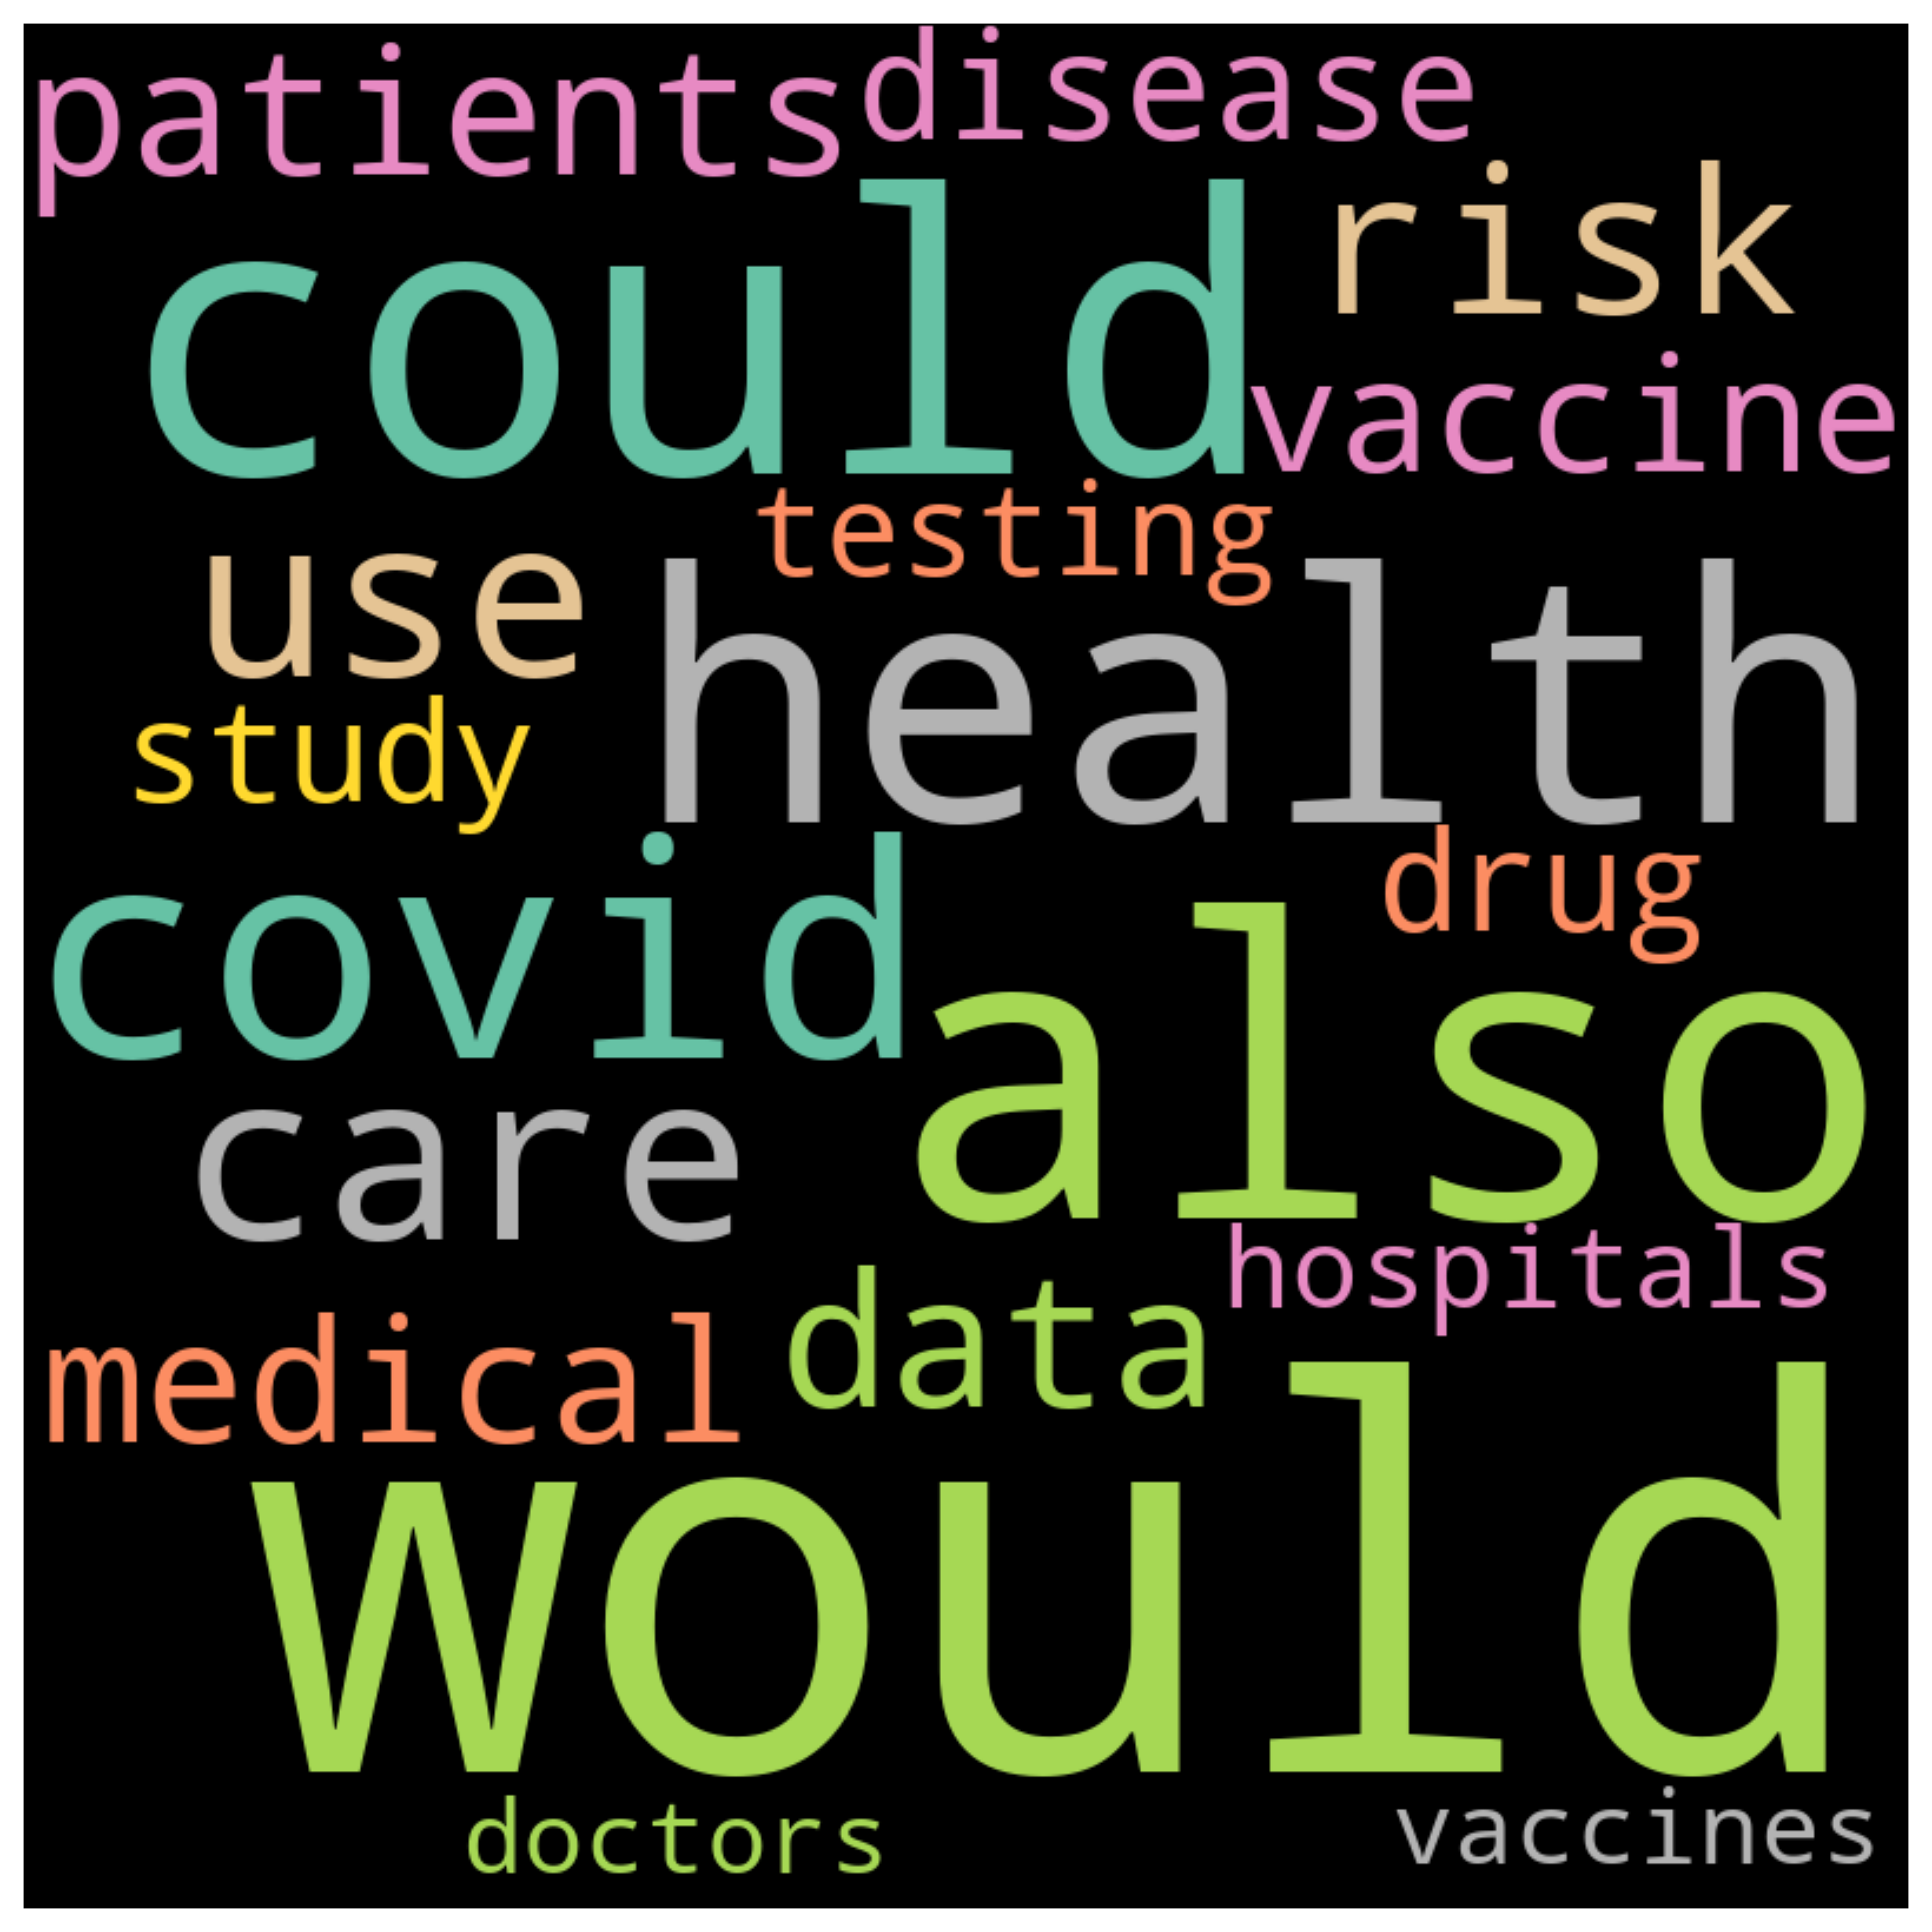 patients disease
could risk
vaccine
testing
use health
study
covid drug
also
care
hospitals
medical data
would
doctors vaccines